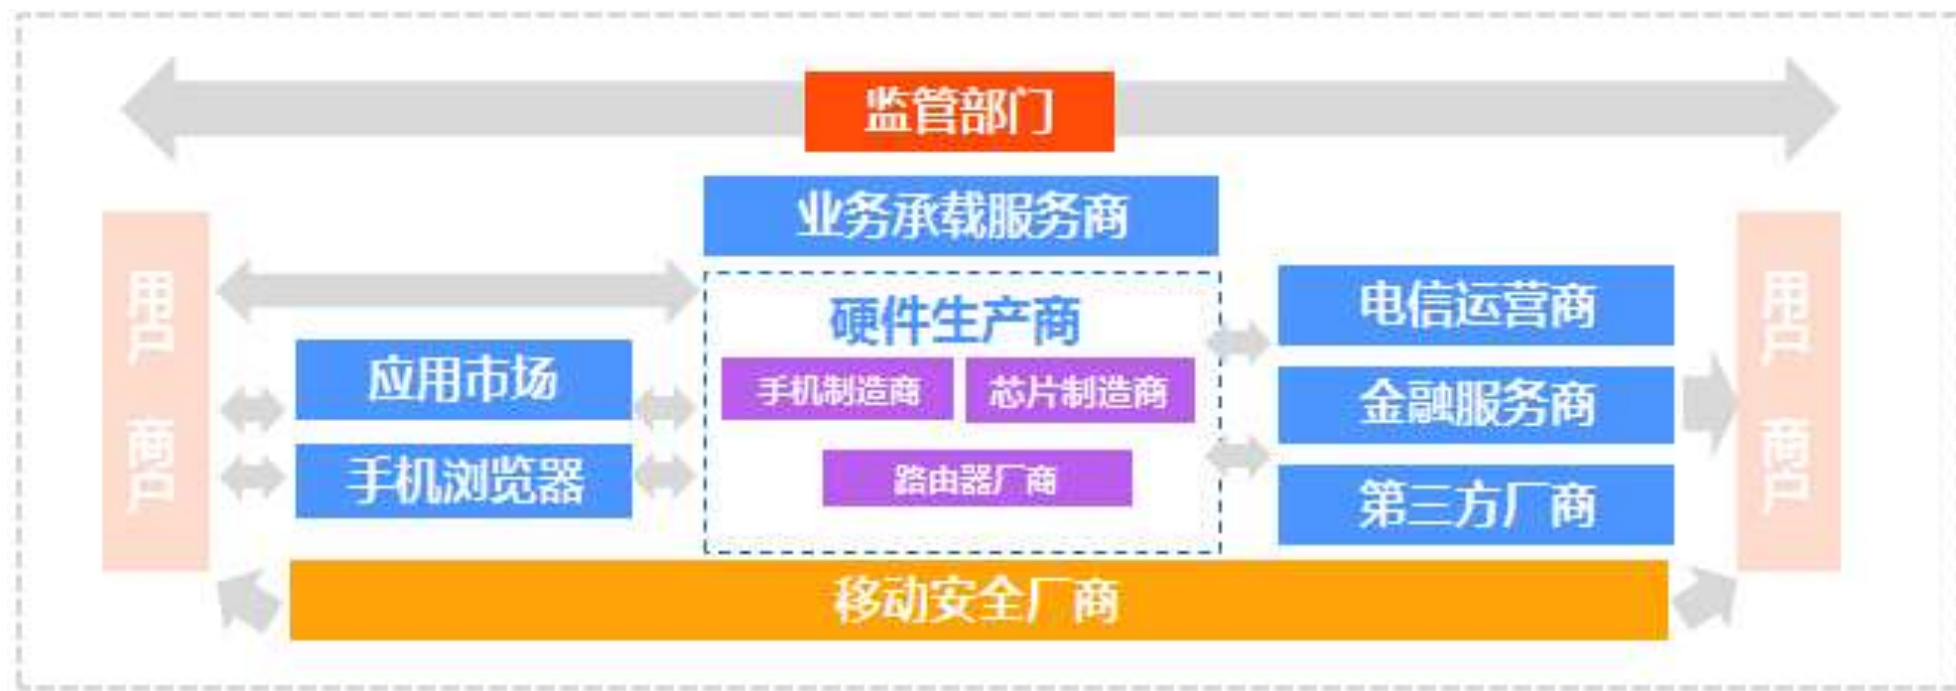 监管部门
业务承载服务商
用户 商户
硬件生产商
电信运营商
用户 商户
应用市场
手机制造商
芯片制造商
金融服务商
手机浏览器
路由器厂商
第三方厂商
移动安全厂商